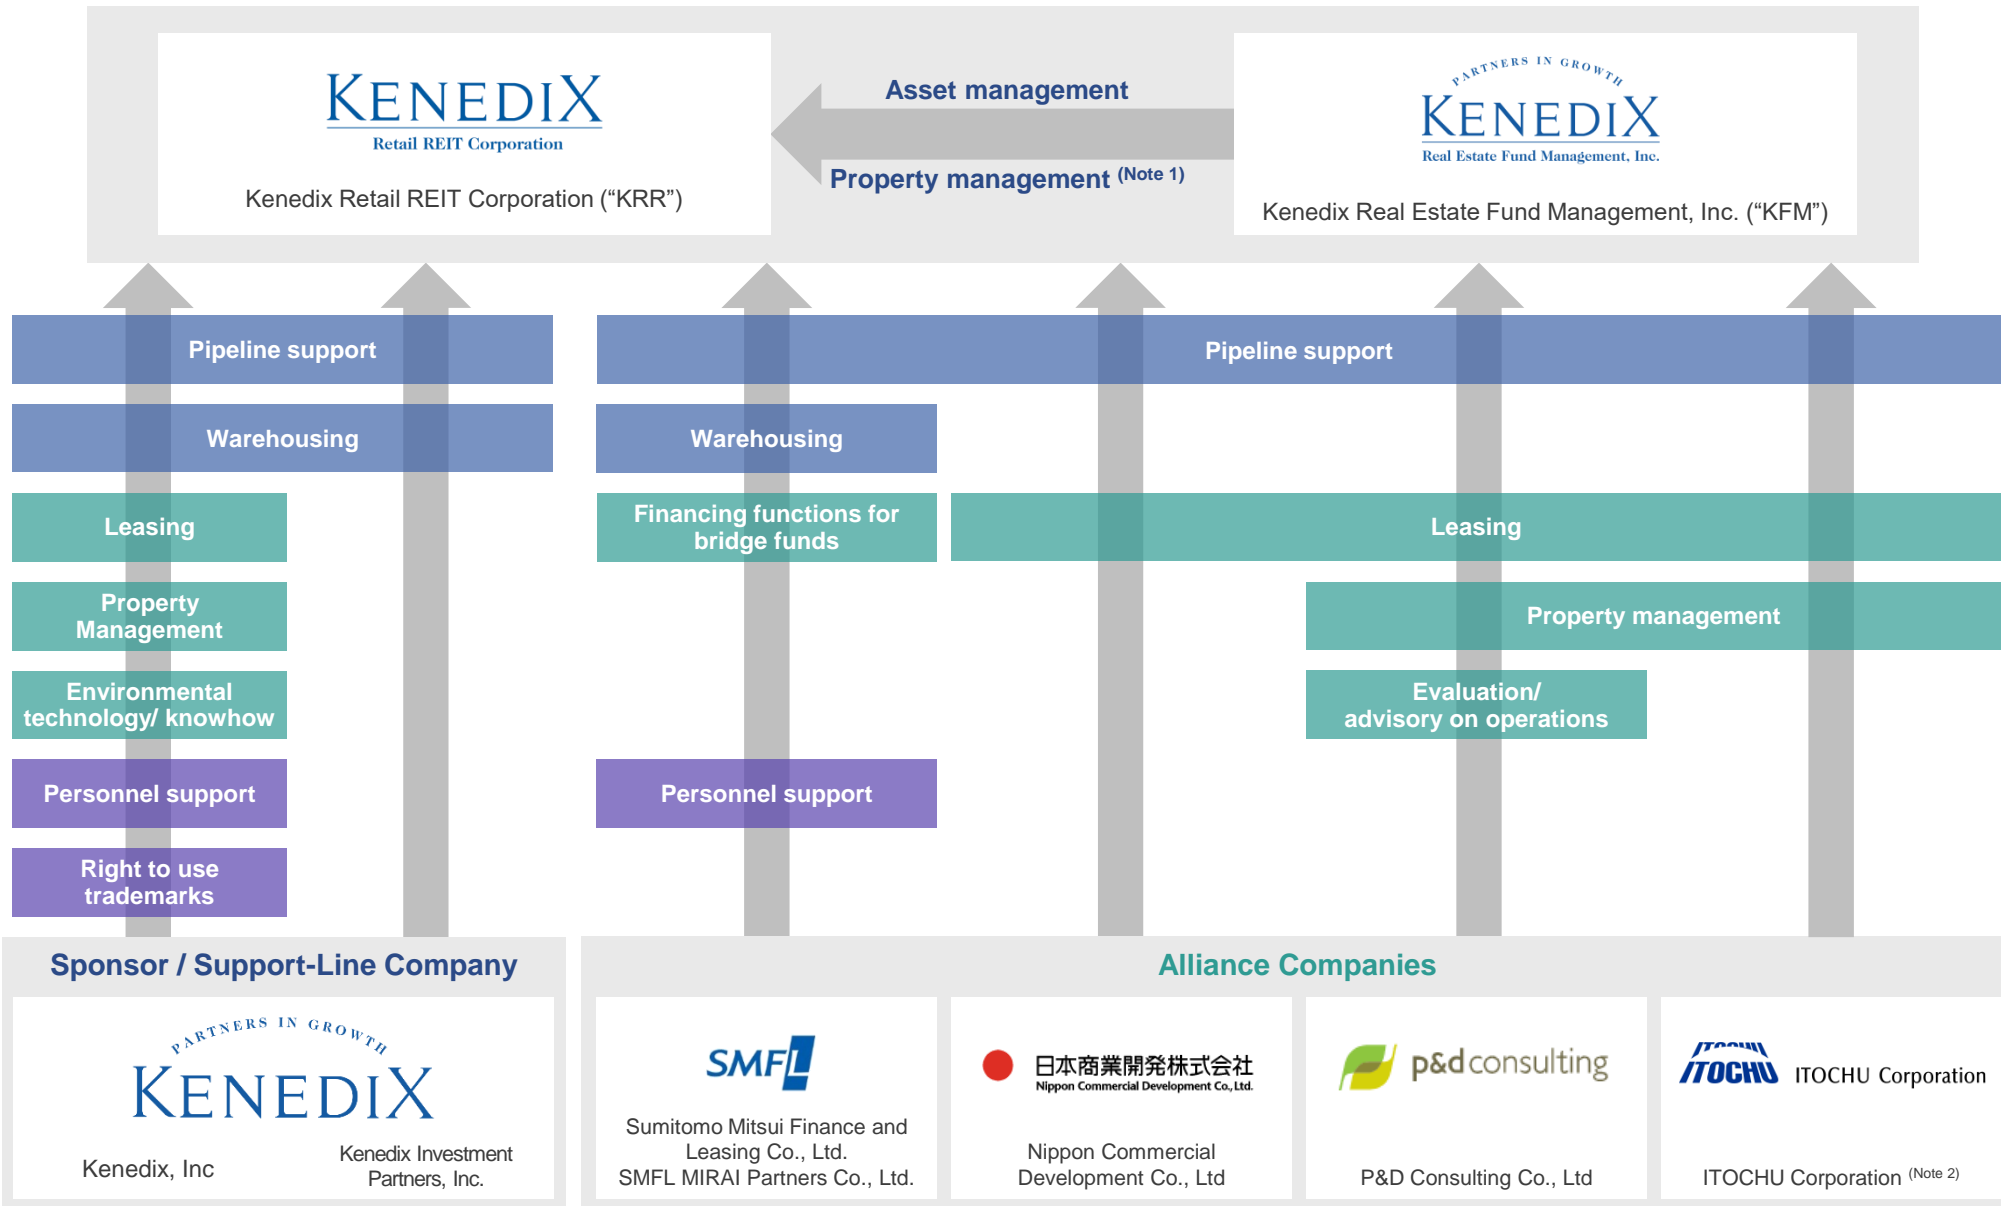 KENEDIX
Retail REIT Corporation
Kenedix Retail REIT Corporation (“KRR”)
Asset management
Property management (Note 1)
PARTNERS IN GROWTH
KENEDIX
Real Estate Fund Management, Inc.
Kenedix Real Estate Fund Management, Inc. (“KFM”)
Pipeline support
Pipeline support
Warehousing
Warehousing
Leasing
Financing functions for
bridge funds
Leasing
Property
Management
Property management
Environmental
technology/ knowhow
Evaluation/
advisory on operations
Personnel support
Personnel support
Right to use
trademarks
Sponsor / Support-Line Company
PARTNERS IN GROWTH
KENEDIX
Kenedix, Inc
Kenedix Investment
Partners, Inc.
Alliance Companies
SMFL
Sumitomo Mitsui Finance and
Leasing Co., Ltd.
SMFL MIRAI Partners Co., Ltd.
日本商業開発株式会社
Nippon Commercial Development Co., Ltd.
Nippon Commercial
Development Co., Ltd
p&d consulting
P&D Consulting Co., Ltd
ITOCHU
ITOCHU
ITOCHU Corporation
ITOCHU Corporation (Note 2)